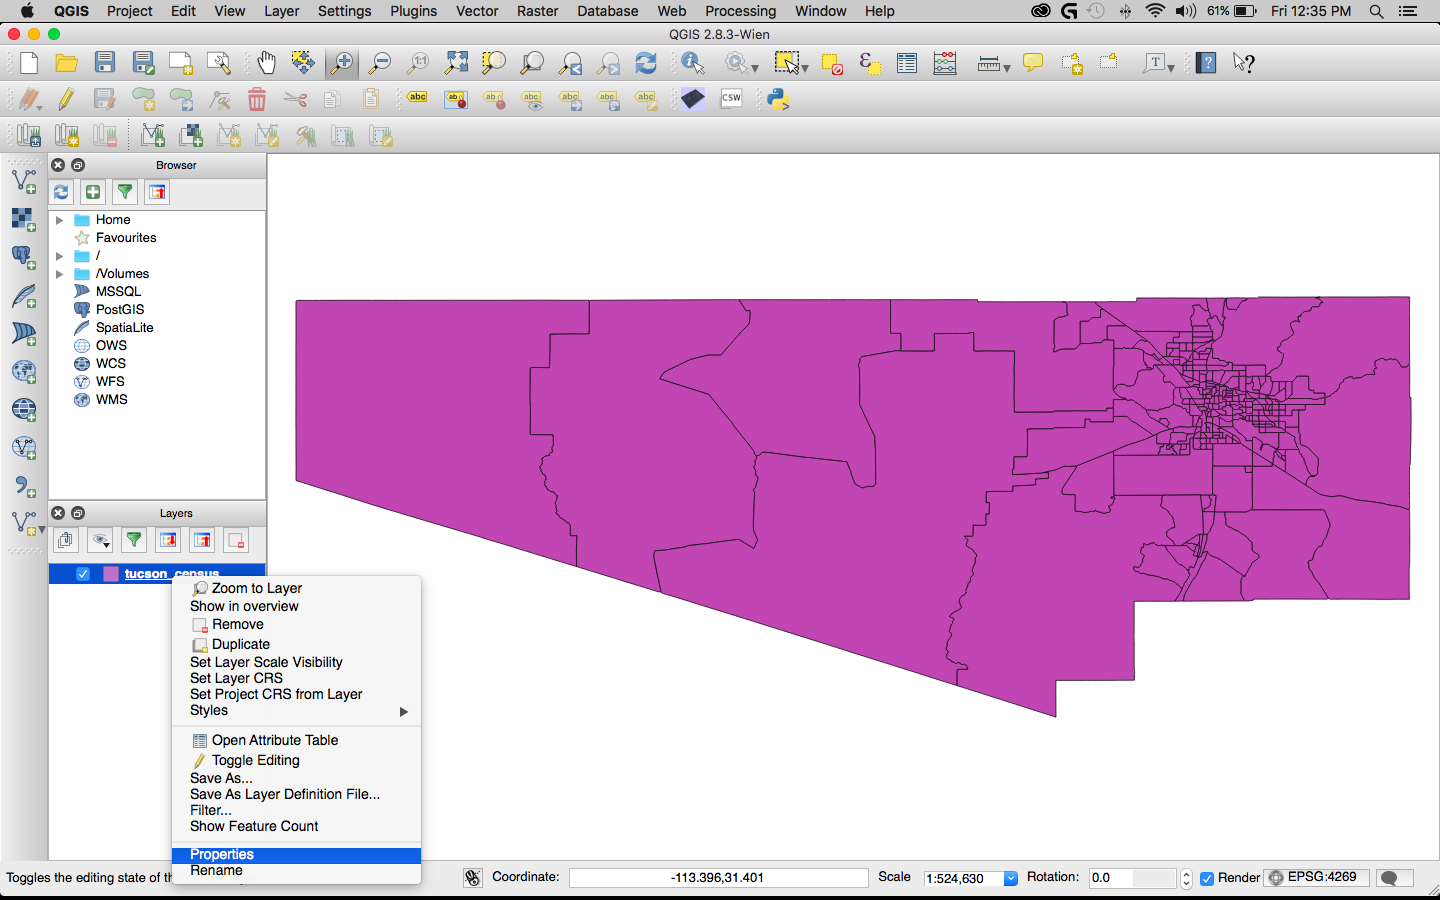 QGIS Project Edit View Layer Settings Plugins Vector Raster Database Web Processing Window Help 61% Fri 12:35 PM
QGIS 2.8.3-Wien
1:1
T
?
?
abc
ab
ab
abc
abc
abc
abc
CSW
Browser
Home
Favourites
/
/Volumes
MSSQL
PostGIS
SpatiaLite
OWS
WCS
WFS
WMS
Layers
tucson_census
Zoom to Layer
Show in overview
Remove
Duplicate
Set Layer Scale Visibility
Set Layer CRS
Set Project CRS from Layer
Styles
Open Attribute Table
Toggle Editing
Save As...
Save As Layer Definition File...
Filter...
Show Feature Count
Properties
Rename
Toggles the editing state of th
Coordinate: -113.396,31.401 Scale 1:524,630 Rotation: 0.0 Render EPSG:4269